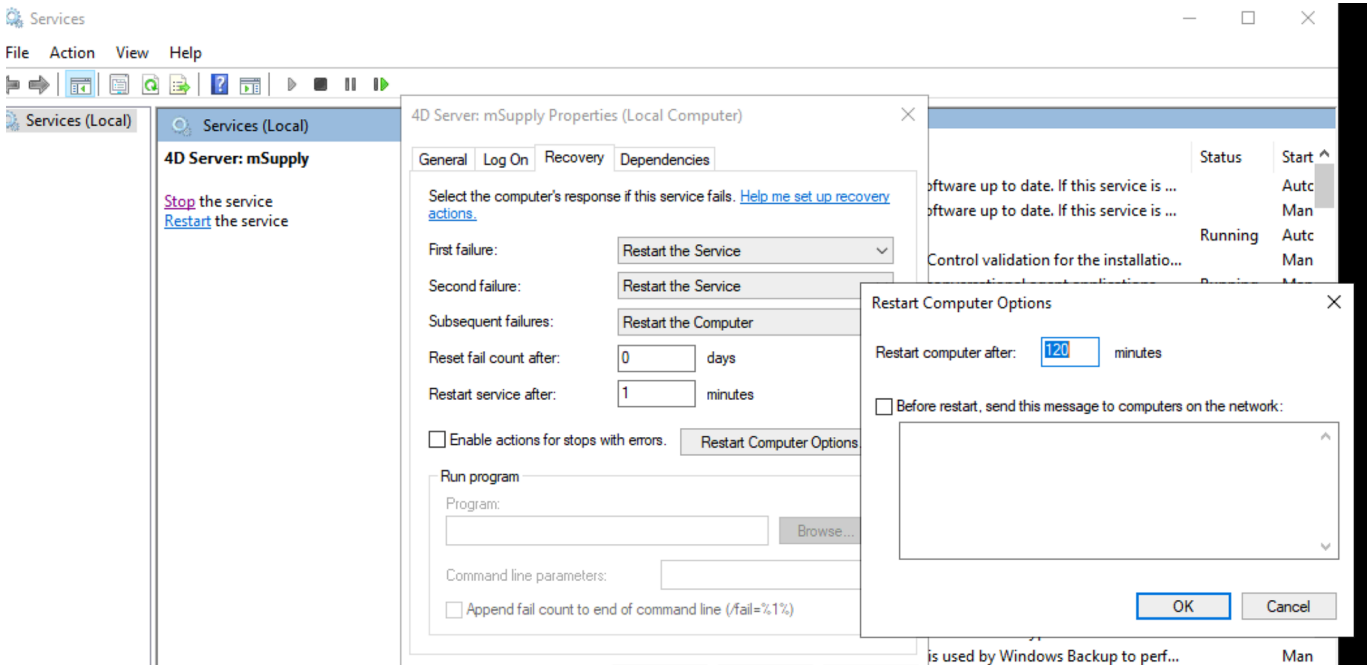 Services
File Action View Help
Services (Local)
Services (Local)
4D Server: mSupply
Stop the service
Restart the service
4D Server: mSupply Properties (Local Computer)
General Log On Recovery Dependencies
Select the computer's response if this service fails. Help me set up recovery
actions.
First failure: Restart the Service
Second failure: Restart the Service
Subsequent failures: Restart the Computer
Reset fail count after: 0 days
Restart service after: 1 minutes
Enable actions for stops with errors. Restart Computer Options
Run program
Program:
Browse...
Command line parameters:
Append fail count to end of command line (/fail=%1%)
Status Start
oftware up to date. If this service is ... Autc
oftware up to date. If this service is ... Man
Running Autc
Control validation for the installatio... Man
Restart Computer Options
Restart computer after: 120 minutes
Before restart, send this message to computers on the network:
OK Cancel
is used by Windows Backup to perf... Man